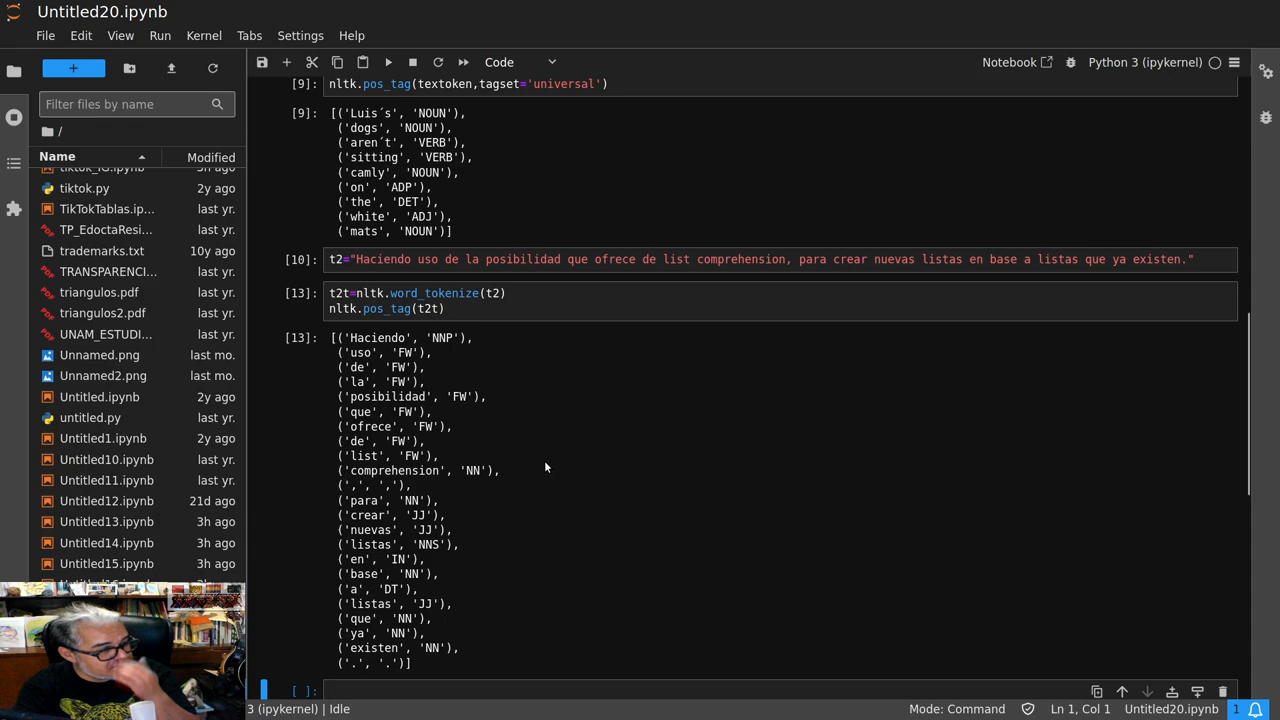 Untitled20.ipynb
File Edit View Run Kernel Tabs Settings Help
+
Code
Notebook
Python 3 (ipykernel)
Filter files by name
/
Name Modified
tiktok.py 2y ago
TikTokTablas.ip... last yr.
TP_EdoctaResi... last yr.
trademarks.txt 10y ago
TRANSPARENCI... last yr.
triangulos.pdf last yr.
triangulos2.pdf last yr.
UNAM_ESTUDI... last yr.
Unnamed.png last mo.
Unnamed2.png last mo.
Untitled.ipynb 2y ago
untitled.py last yr.
Untitled1.ipynb 2y ago
Untitled10.ipynb last yr.
Untitled11.ipynb last yr.
Untitled12.ipynb 21d ago
Untitled13.ipynb 3h ago
Untitled14.ipynb 3h ago
Untitled15.ipynb 3h ago
[9]: nltk.pos_tag(textoken,tagset='universal')
[9]: [('Luis´s', 'NOUN'),
('dogs', 'NOUN'),
('aren´t', 'VERB'),
('sitting', 'VERB'),
('camly', 'NOUN'),
('on', 'ADP'),
('the', 'DET'),
('white', 'ADJ'),
('mats', 'NOUN')]
[10]: t2="Haciendo uso de la posibilidad que ofrece de list comprehension, para crear nuevas listas en base a listas que ya existen."
[13]: t2t=nltk.word_tokenize(t2)
nltk.pos_tag(t2t)
[13]: [('Haciendo', 'NNP'),
('uso', 'FW'),
('de', 'FW'),
('la', 'FW'),
('posibilidad', 'FW'),
('que', 'FW'),
('ofrece', 'FW'),
('de', 'FW'),
('list', 'FW'),
('comprehension', 'NN'),
(',', ','),
('para', 'NN'),
('crear', 'JJ'),
('nuevas', 'JJ'),
('listas', 'NNS'),
('en', 'IN'),
('base', 'NN'),
('a', 'DT'),
('listas', 'JJ'),
('que', 'NN'),
('ya', 'NN'),
('existen', 'NN'),
('.', '.')]
[ ]:
3 (ipykernel) | Idle
Mode: Command
Ln 1, Col 1
Untitled20.ipynb
1